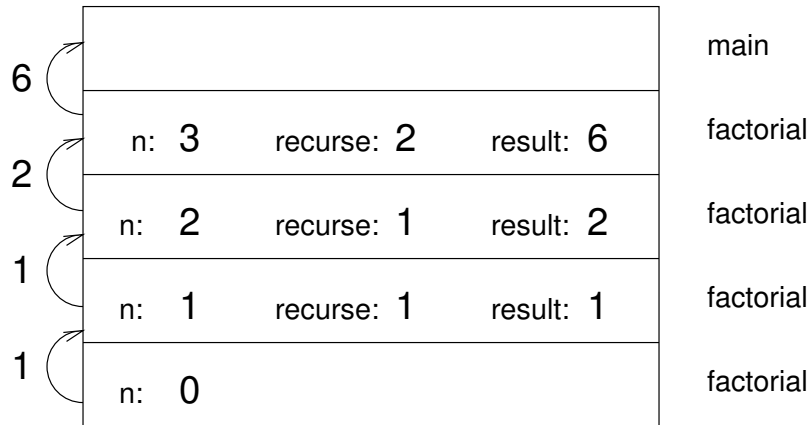 main
6
n: 3 recurse: 2 result: 6 factorial
2
n: 2 recurse: 1 result: 2 factorial
1
n: 1 recurse: 1 result: 1 factorial
1
n: 0 factorial